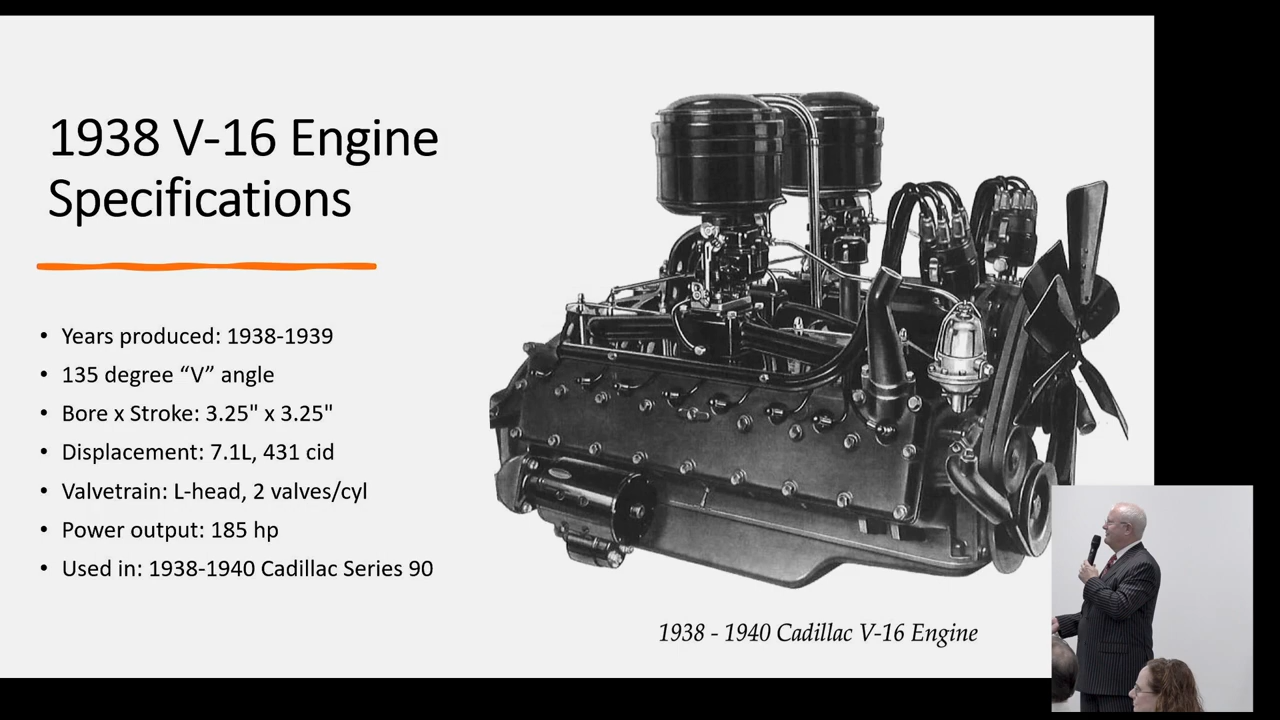 1938 V-16 Engine
Specifications
• Years produced: 1938-1939
• 135 degree “V” angle
• Bore x Stroke: 3.25" x 3.25"
• Displacement: 7.1L, 431 cid
• Valvetrain: L-head, 2 valves/cyl
• Power output: 185 hp
• Used in: 1938-1940 Cadillac Series 90
1938 - 1940 Cadillac V-16 Engine